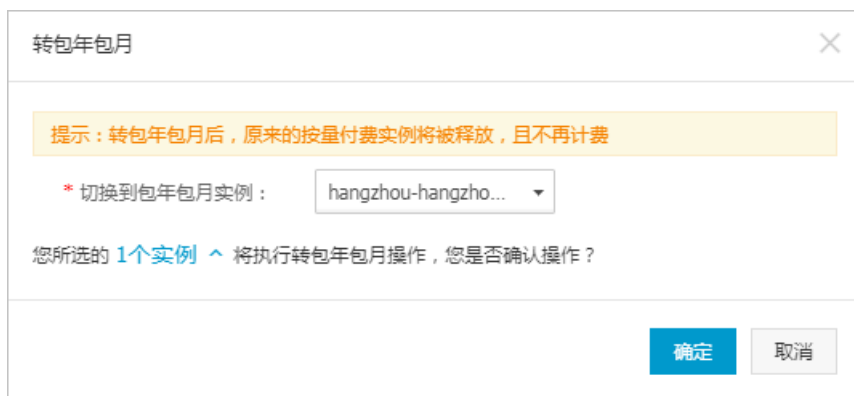 转包年包月
提示：转包年包月后，原来的按量付费实例将被释放，且不再计费
* 切换到包年包月实例： hangzhou-hangzho...
您所选的 1个实例 ^ 将执行转包年包月操作，您是否确认操作？
确定 取消